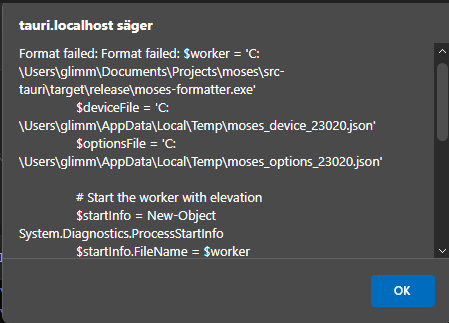 tauri.localhost säger
Format failed: Format failed: $worker = 'C:
\Users\glimm\Documents\Projects\moses\src-
tauri\target\release\moses-formatter.exe'
$deviceFile = 'C:
\Users\glimm\AppData\Local\Temp\moses_device_23020.json'
$optionsFile = 'C:
\Users\glimm\AppData\Local\Temp\moses_options_23020.json'
# Start the worker with elevation
$startInfo = New-Object
System.Diagnostics.ProcessStartInfo
$startInfo.FileName = $worker
OK